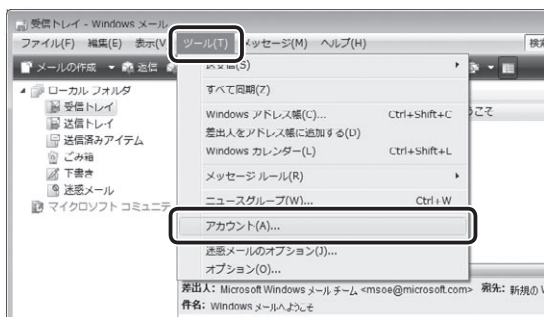 受信トレイ - Windows メール
ファイル(F) 編集(E) 表示(V ツール(T) メッセージ(M) ヘルプ(H)
検索
メールの作成 返信
ローカル フォルダ
受信トレイ
送信トレイ
送信済みアイテム
ごみ箱
下書き
迷惑メール
マイクロソフト コミュニテ
送受信(S)
すべて同期(Z)
Windows アドレス帳(C)... Ctrl+Shift+C
差出人をアドレス帳に追加する(D)
Windows カレンダー(L) Ctrl+Shift+L
メッセージ ルール(R)
ニュースグループ(W)... Ctrl+W
アカウント(A)...
迷惑メールのオプション(J)...
オプション(O)...
こそ
差出人: Microsoft Windows メール チーム <msoe@microsoft.com> 宛先: 新規の W
件名: Windows メールへようこそ